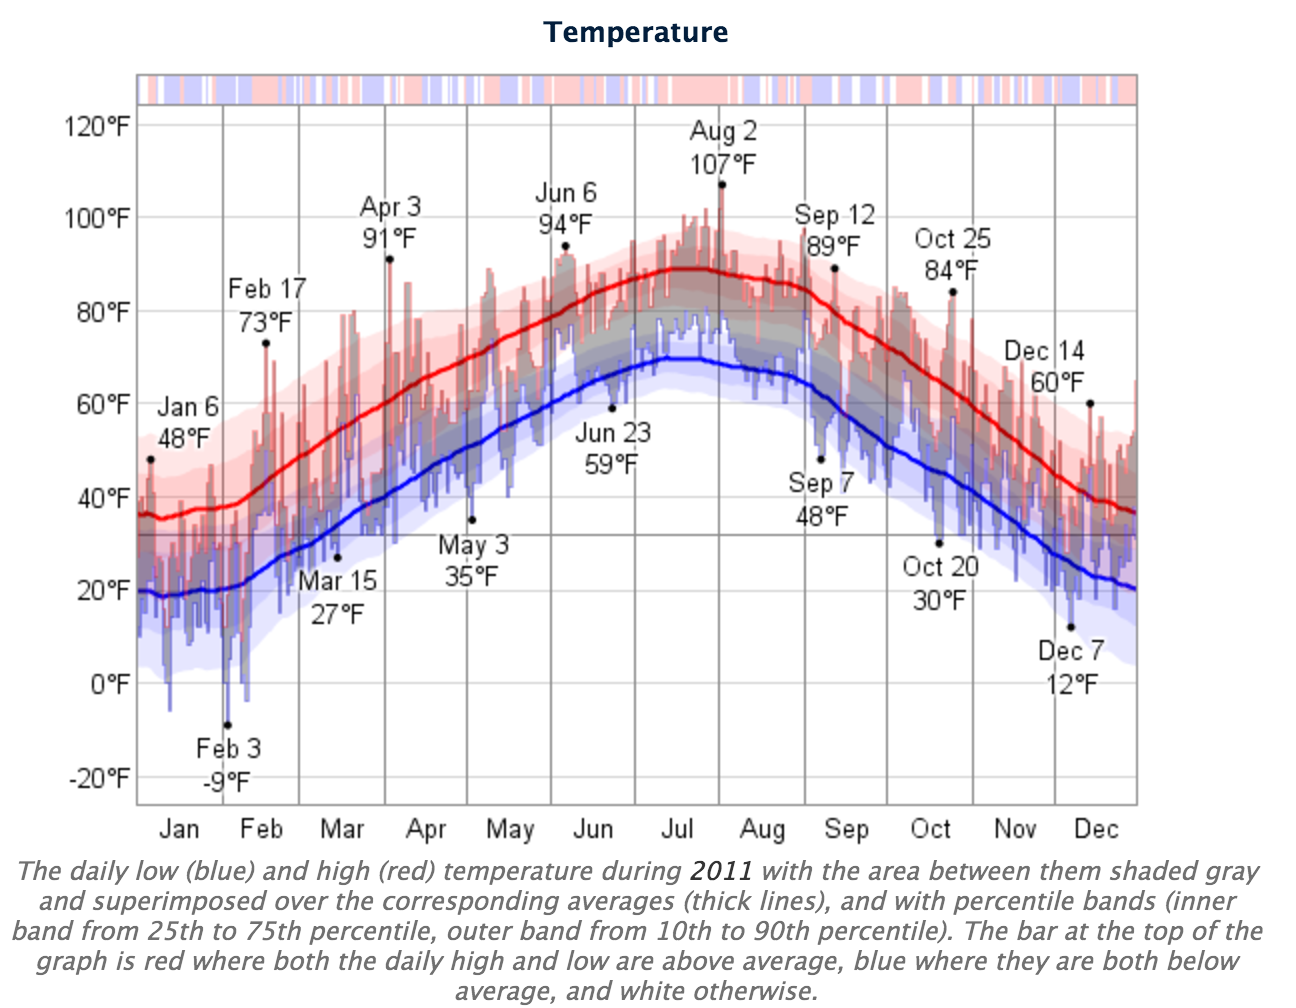 Temperature
120°F
Aug 2
107°F
100°F
Jun 6
94°F
Apr 3
91°F
Sep 12
89°F
Oct 25
84°F
80°F
Feb 17
73°F
Dec 14
60°F
60°F
Jan 6
48°F
Jun 23
59°F
Sep 7
48°F
40°F
May 3
35°F
Mar 15
27°F
Oct 20
30°F
20°F
Dec 7
12°F
0°F
Feb 3
-9°F
-20°F
Jan Feb Mar Apr May Jun Jul Aug Sep Oct Nov Dec
The daily low (blue) and high (red) temperature during 2011 with the area between them shaded gray
and superimposed over the corresponding averages (thick lines), and with percentile bands (inner
band from 25th to 75th percentile, outer band from 10th to 90th percentile). The bar at the top of the
graph is red where both the daily high and low are above average, blue where they are both below
average, and white otherwise.